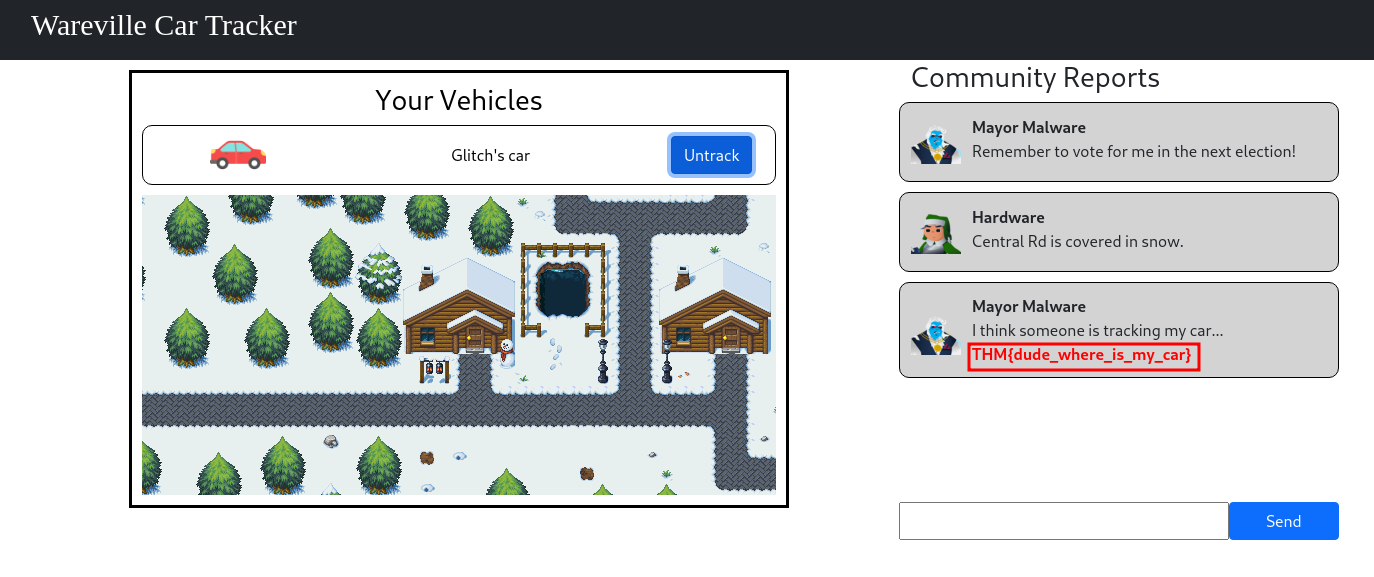 Wareville Car Tracker
Your Vehicles
Glitch's car
Untrack
Community Reports
Mayor Malware
Remember to vote for me in the next election!
Hardware
Central Rd is covered in snow.
Mayor Malware
I think someone is tracking my car...
THM{dude_where_is_my_car}
Send